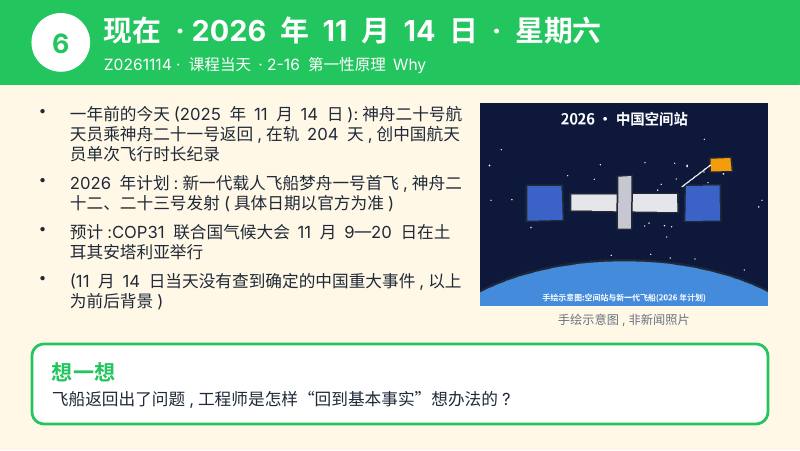 6
现在 · 2026 年 11 月 14 日 · 星期六
Z0261114 · 课程当天 · 2-16 第一性原理 Why
• 一年前的今天 (2025 年 11 月 14 日): 神舟二十号航
天员乘神舟二十一号返回 , 在轨 204 天 , 创中国航天
员单次飞行时长纪录
• 2026 年计划 : 新一代载人飞船梦舟一号首飞 , 神舟二
十二、二十三号发射 ( 具体日期以官方为准 )
• 预计 :COP31 联合国气候大会 11 月 9—20 日在土
耳其安塔利亚举行
• (11 月 14 日当天没有查到确定的中国重大事件 , 以上
为前后背景 )
2026 · 中国空间站
手绘示意图:空间站与新一代飞船(2026 年计划)
手绘示意图 , 非新闻照片
想一想
飞船返回出了问题 , 工程师是怎样“回到基本事实”想办法的 ?